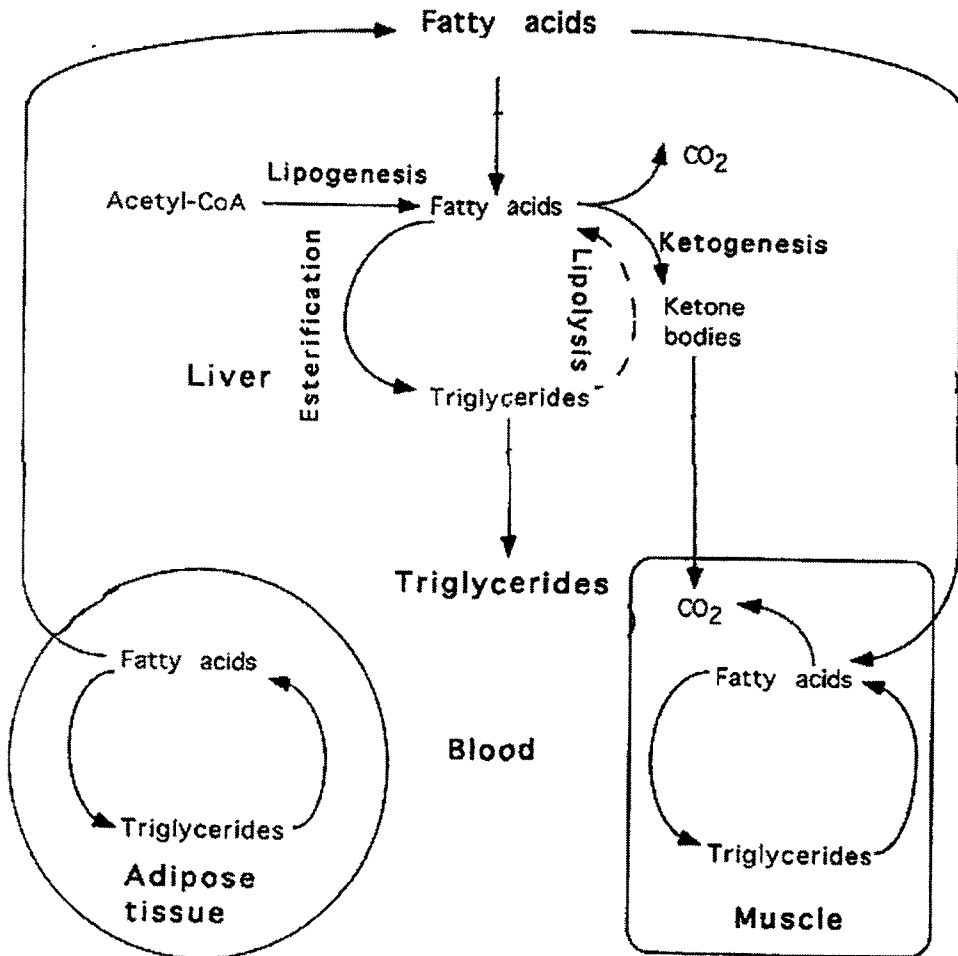 Fatty acids
CO2
Lipogenesis
Acetyl-CoA
Fatty acids
Ketogenesis
Esterification
Lipolysis
Ketone
bodies
Liver
Triglycerides
Triglycerides
CO2
Fatty acids
Fatty acids
Blood
Triglycerides
Triglycerides
Adipose
tissue
Muscle